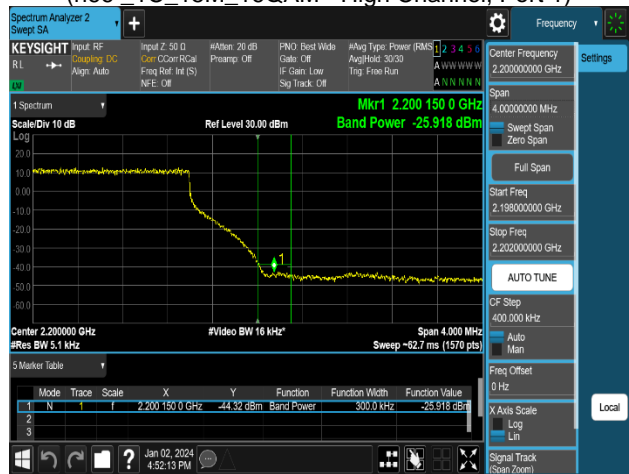 Spectrum Analyzer 2
Swept SA
+
Frequency
KEYSIGHT
RL
Input: RF
Coupling: DC
Align: Auto
Input Z: 50 Ω
Corr CCorr RCal
Freq Ref: Int (S)
NFE: Off
#Atten: 20 dB
Preamp: Off
PNO: Best Wide
Gate: Off
IF Gain: Low
Sig Track: Off
#Avg Type: Power (RMS)
Avg|Hold: 30/30
Trig: Free Run
1 2 3 4 5 6
A W W W W W
A N N N N N
1 Spectrum
Scale/Div 10 dB
Ref Level 30.00 dBm
Mkr1 2.200 150 0 GHz
Band Power -25.918 dBm
Log
20.0
10.0
0.00
-10.0
-20.0
-30.0
-40.0
-50.0
-60.0
1
Center 2.200000 GHz
#Video BW 16 kHz*
Span 4.000 MHz
#Res BW 5.1 kHz
Sweep ~62.7 ms (1570 pts)
5 Marker Table
Mode Trace Scale X Y Function Function Width Function Value
1 N 1 f 2.200 150 0 GHz -44.32 dBm Band Power 300.0 kHz -25.918 dBm
2
3
Jan 02, 2024
4:52:13 PM
Center Frequency
2.200000000 GHz
Settings
Span
4.00000000 MHz
Swept Span
Zero Span
Full Span
Start Freq
2.198000000 GHz
Stop Freq
2.202000000 GHz
AUTO TUNE
CF Step
400.000 kHz
Auto
Man
Freq Offset
0 Hz
X Axis Scale
Log
Lin
Local
Signal Track
(Span Zoom)